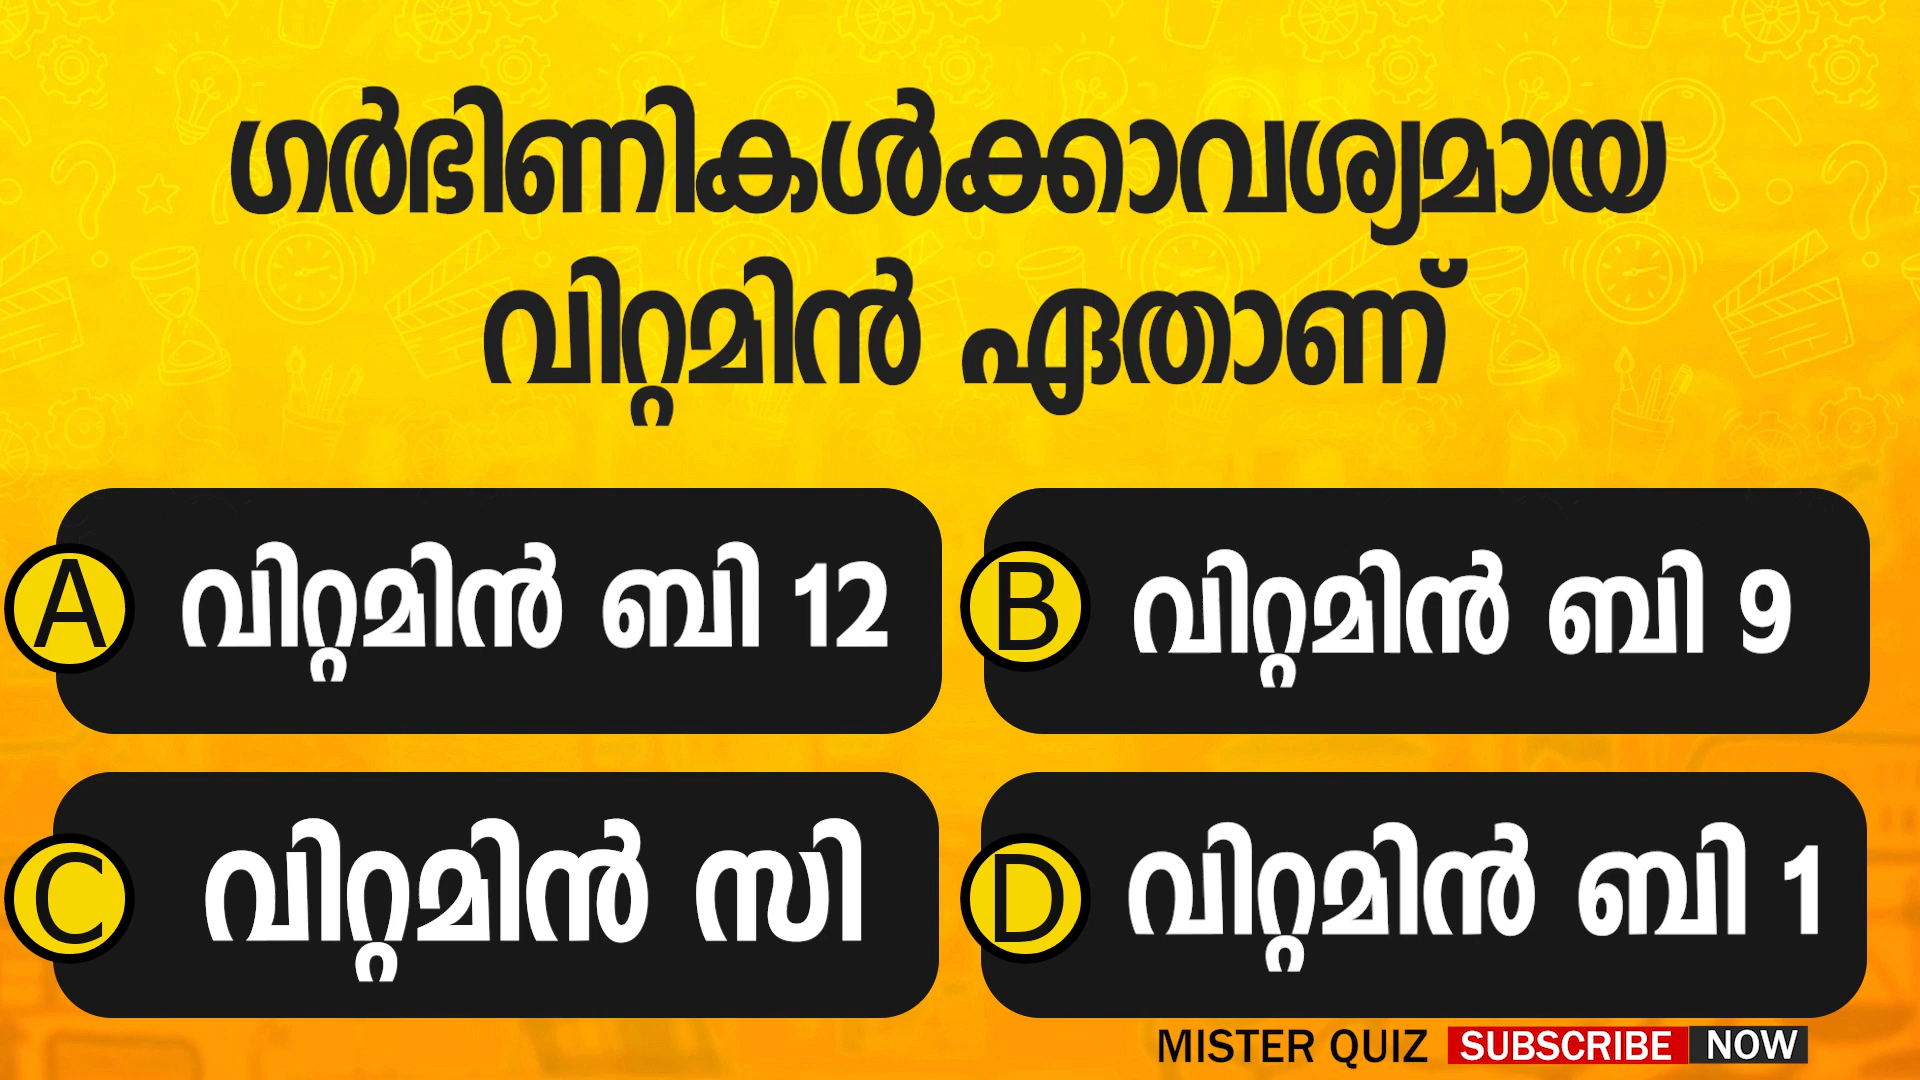 ഗർഭിണികൾക്കാവശ്യമായ
വിറ്റമിൻ ഏതാണ്
A വിറ്റമിൻ ബി 12
B വിറ്റമിൻ ബി 9
C വിറ്റമിൻ സി
D വിറ്റമിൻ ബി 1
MISTER QUIZ SUBSCRIBE NOW